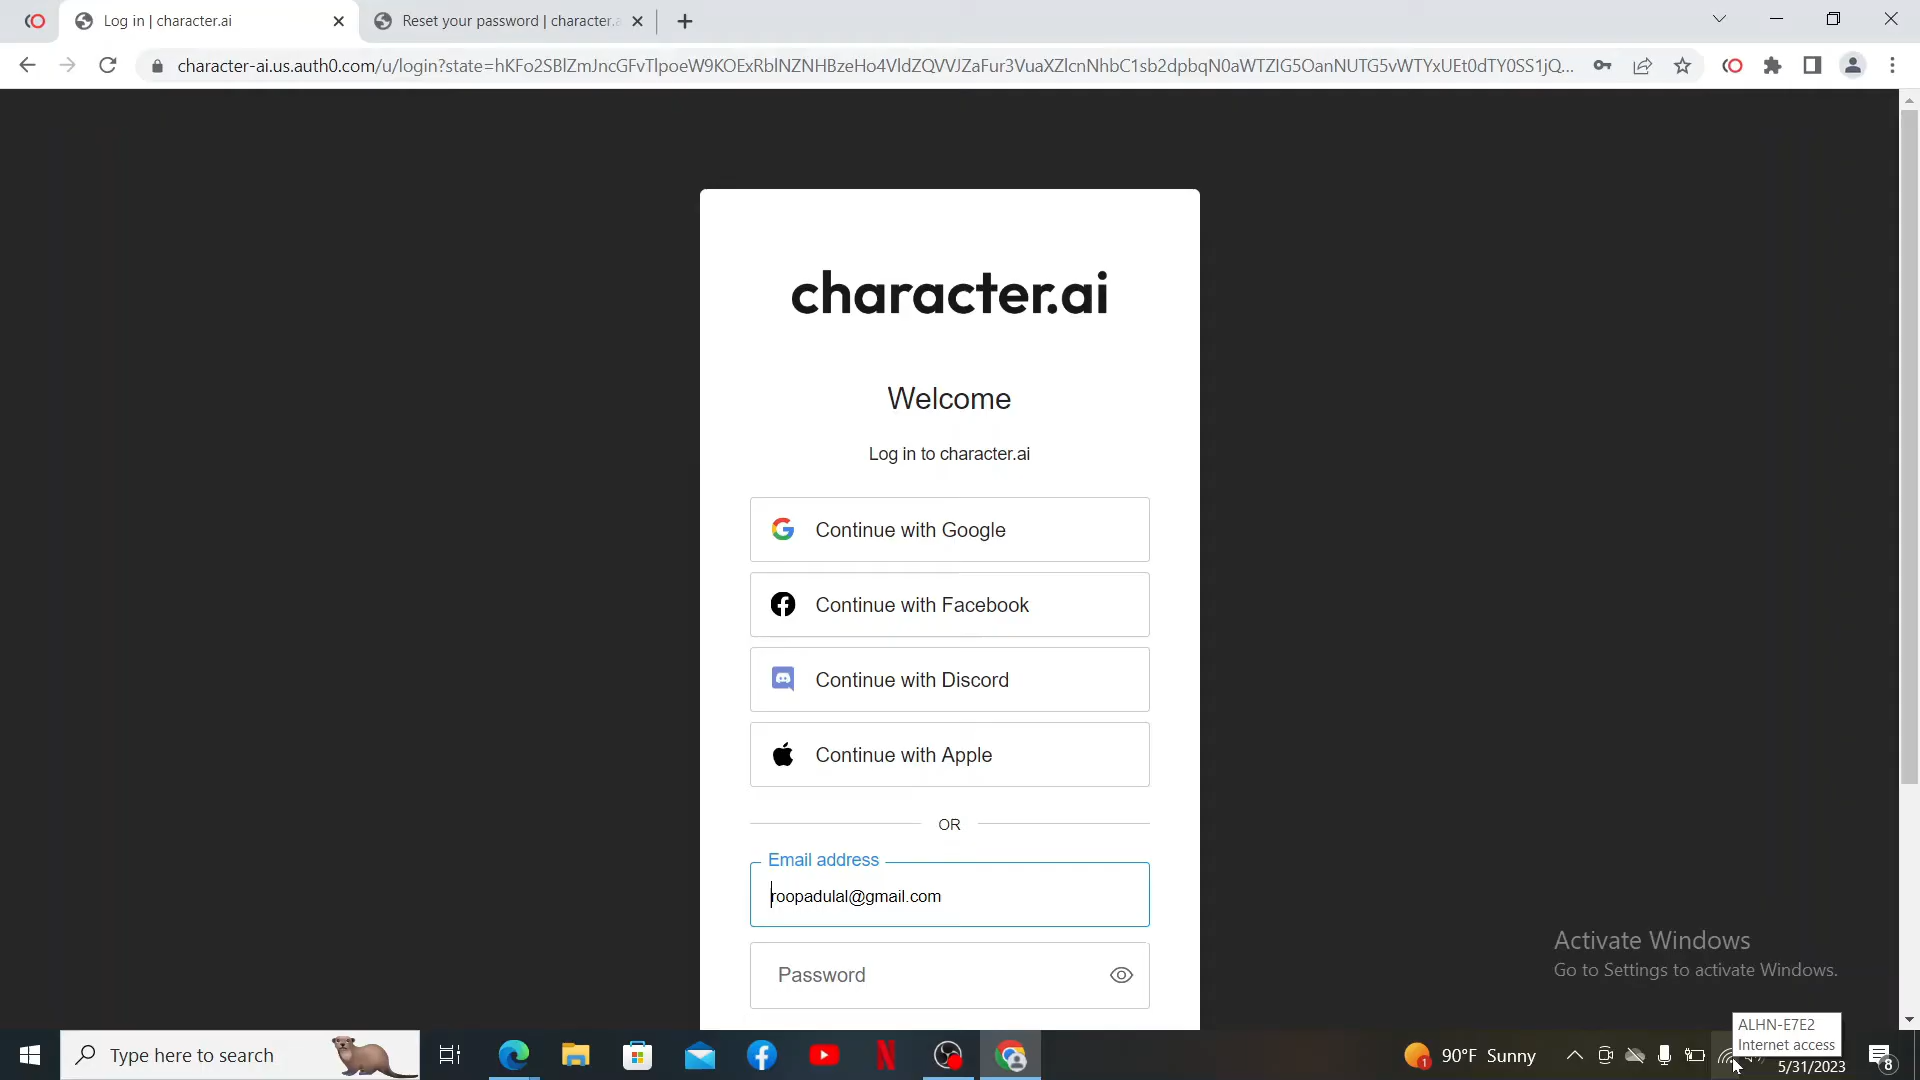 Log in | character.ai
Reset your password | character.a
character-ai.us.auth0.com/u/login?state=hKFo2SBlZmJncGFvTlpoeW9KOExRblNZNHBzeHo4VldZQVVJZaFur3VuaXZlcnNhbC1sb2dpbqN0aWTZIG5OanNUTG5vWTYxUEt0dTY0SS1jQ...
character.ai
Welcome
Log in to character.ai
Continue with Google
Continue with Facebook
Continue with Discord
Continue with Apple
OR
Email address
roopadulal@gmail.com
Password
Activate Windows
Go to Settings to activate Windows.
ALHN-E7E2
Internet access
Type here to search
1
90°F Sunny
5/31/2023
8